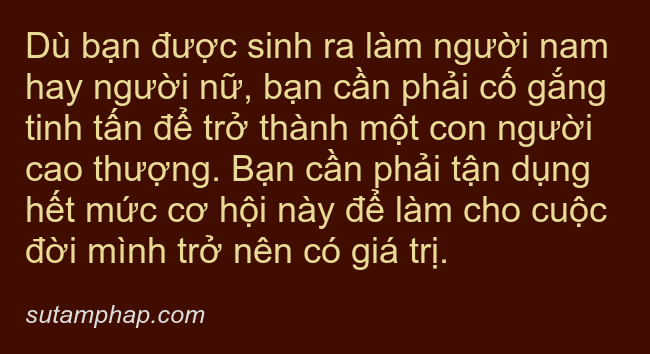 Dù bạn được sinh ra làm người nam
hay người nữ, bạn cần phải cố gắng
tinh tấn để trở thành một con người
cao thượng. Bạn cần phải tận dụng
hết mức cơ hội này để làm cho cuộc
đời mình trở nên có giá trị.
sutamphap.com